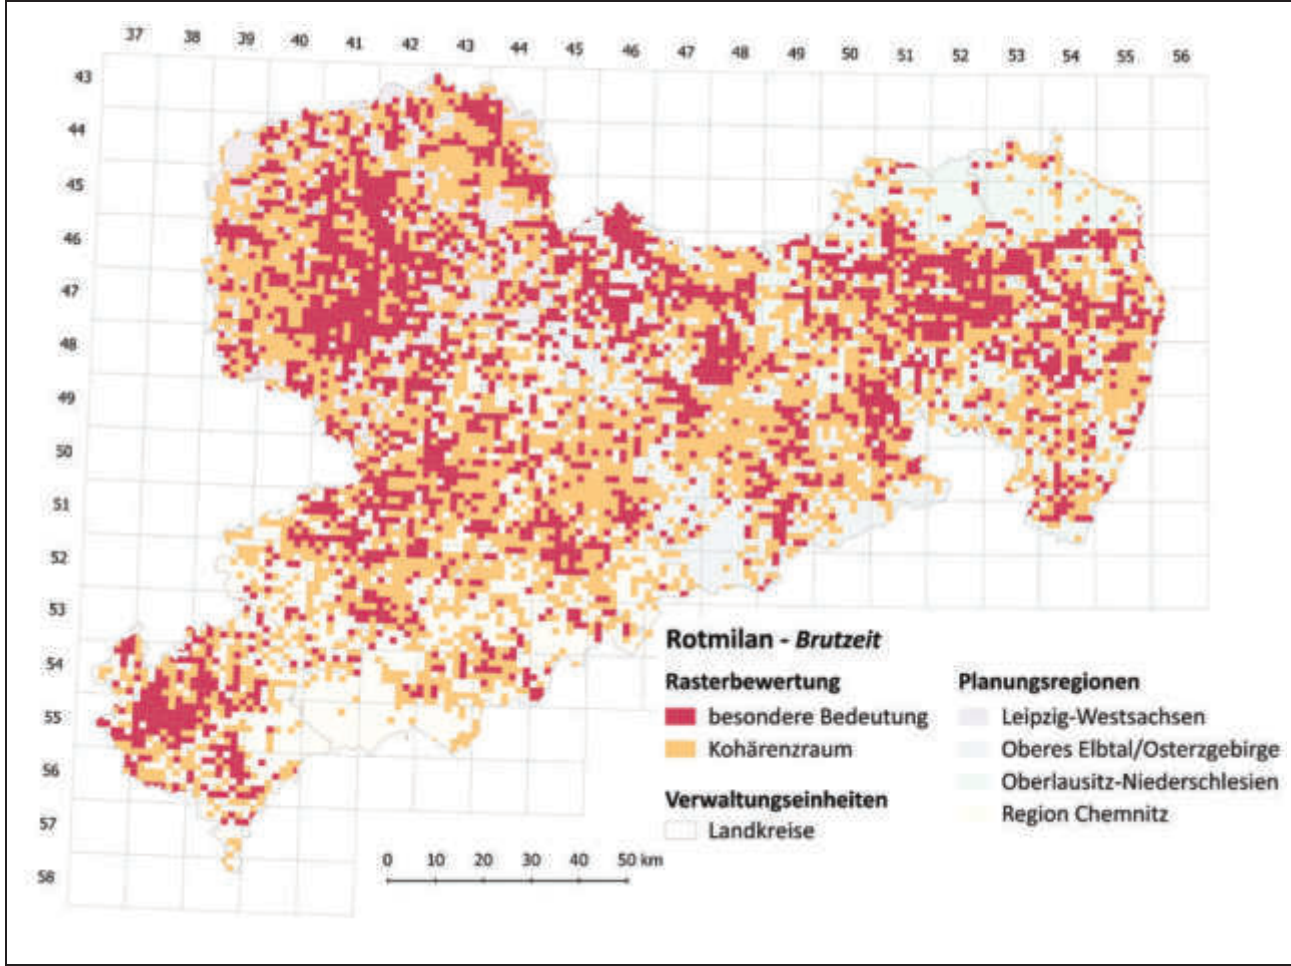 37 38 39 40 41 42 43 44 45 46 47 48 49 50 51 52 53 54 55 56
43
44
45
46
47
48
49
50
51
52
53
54
55
56
57
58
Rotmilan - Brutzeit
Rasterbewertung
besondere Bedeutung
Kohärenzraum
Verwaltungseinheiten
Landkreise
Planungsregionen
Leipzig-Westsachsen
Oberes Elbtal/Osterzgebirge
Oberlausitz-Niederschlesien
Region Chemnitz
0 10 20 30 40 50 km